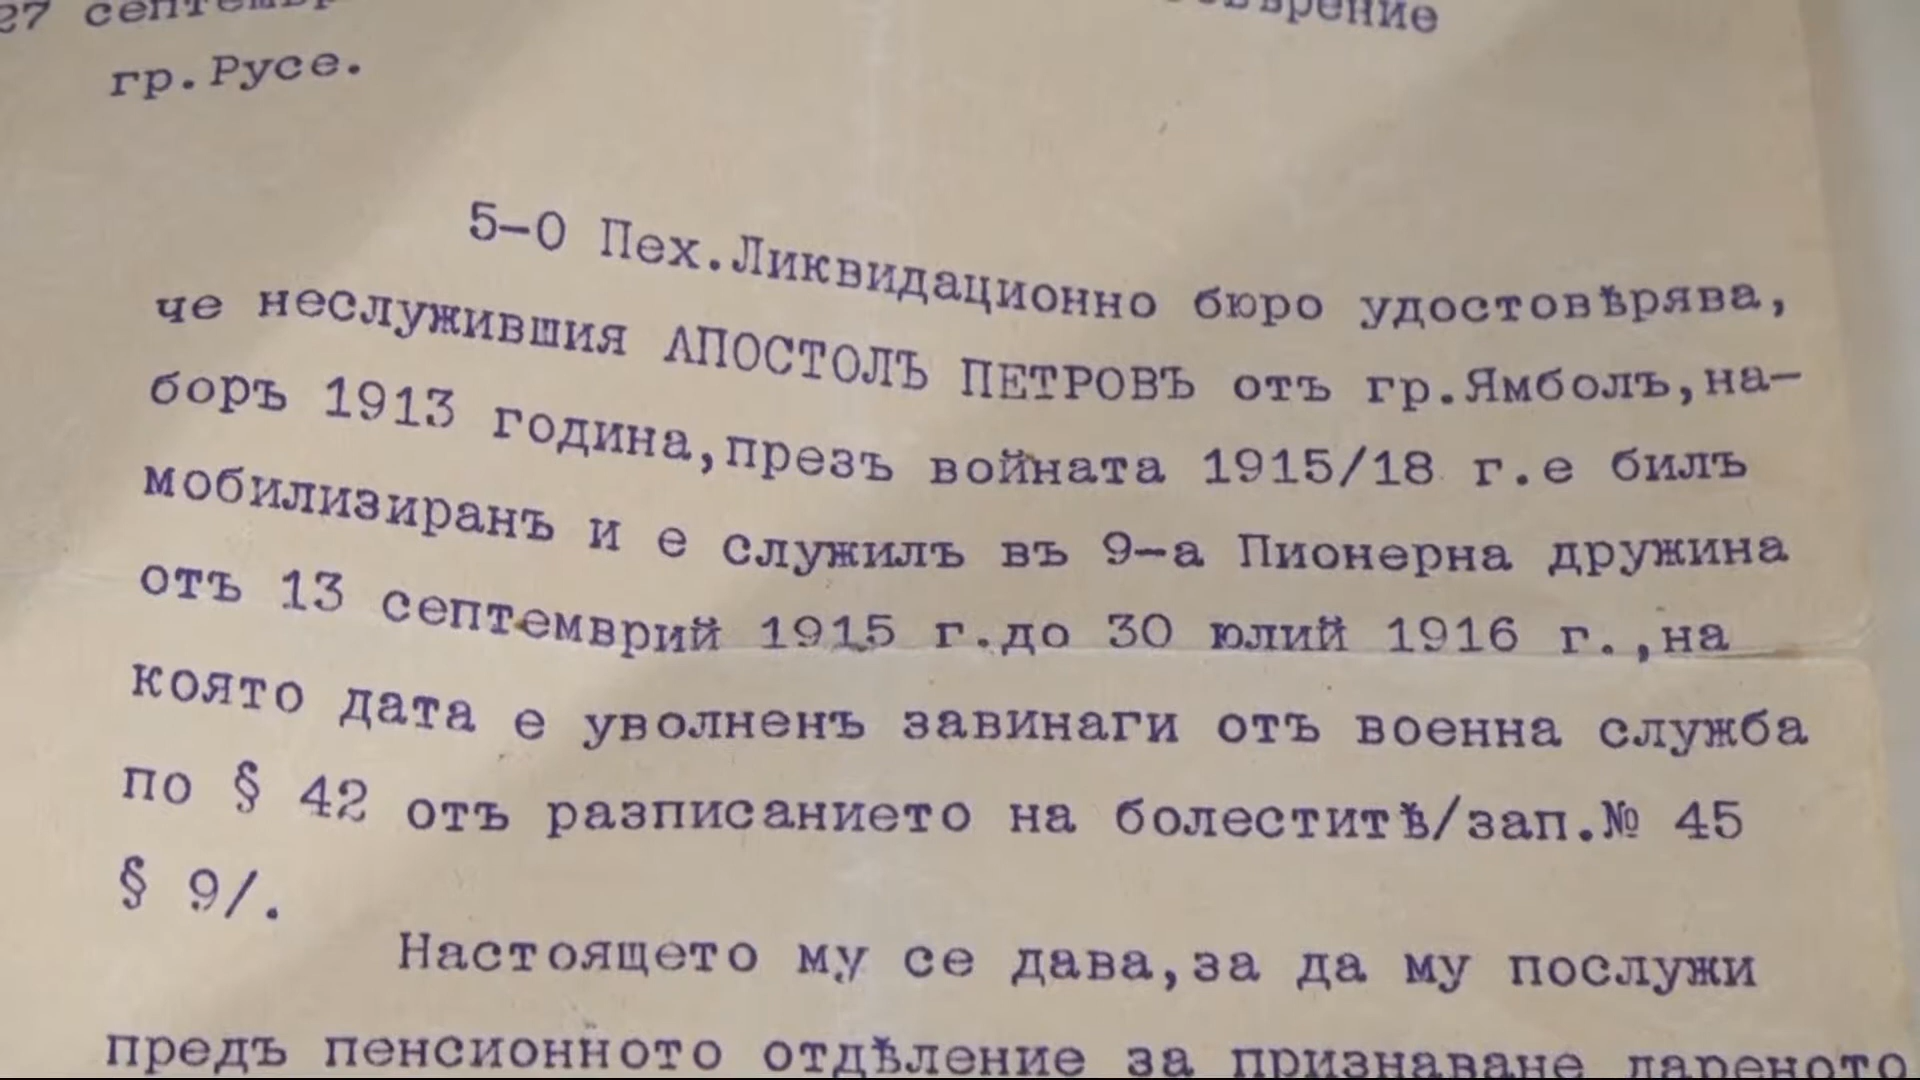 27
гр.Русе.
5-О Пех.Ликвидационно бюро удостовѣрява,
че неслужившия АПОСТОЛЪ ПЕТРОВЪ отъ гр.Ямболъ,на-
боръ 1913 година,презъ войната 1915/18 г.е билъ
мобилизиранъ и е служилъ въ 9-а Пионерна дружина
отъ 13 септемврий 1915 г.до 30 юлий 1916 г.,на
която дата е уволненъ завинаги отъ военна служба
по § 42 отъ разписанието на болеститѣ/зап.№ 45
§ 9/.
Настоящето му се дава,за да му послужи
предъ пенсионното отдѣление за признаване дареното